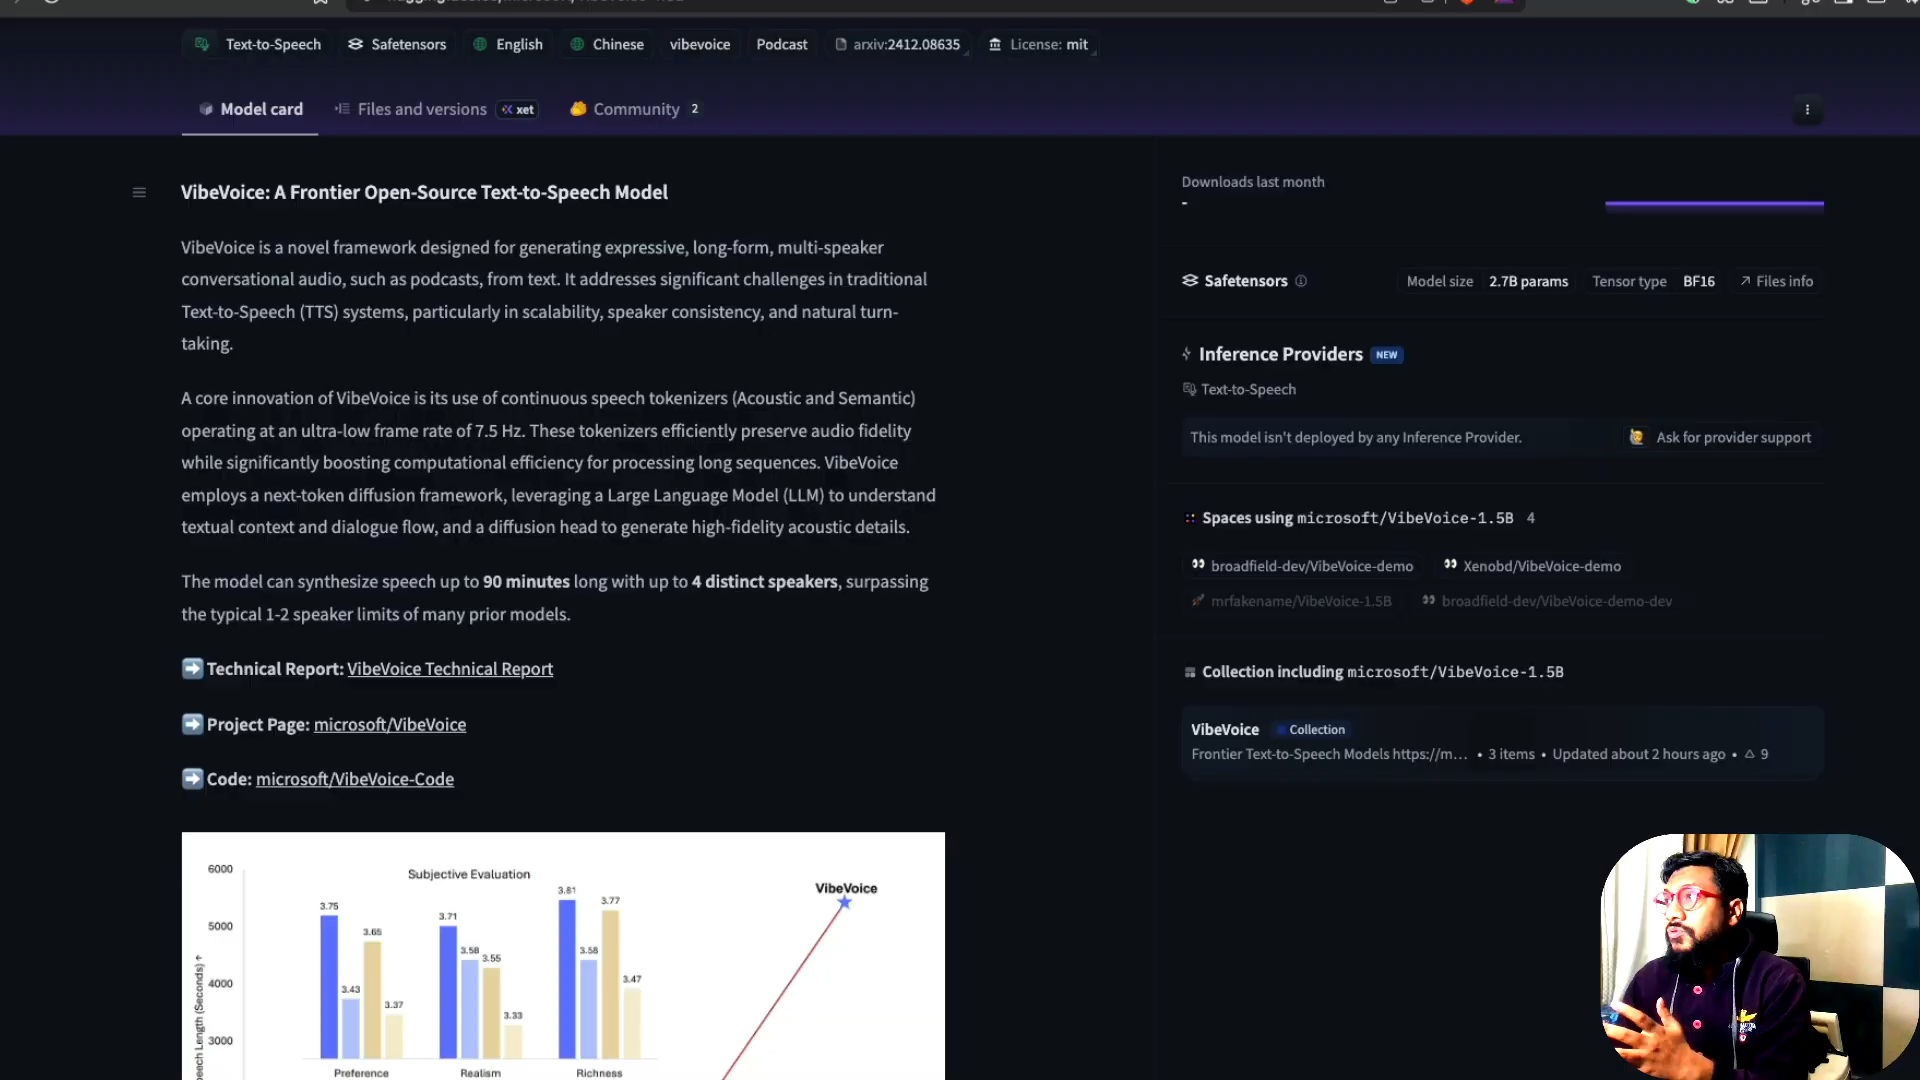 Text-to-Speech Safetensors English Chinese vibevoice Podcast arxiv:2412.08635 License: mit
Model card Files and versions xet Community 2
VibeVoice: A Frontier Open-Source Text-to-Speech Model
VibeVoice is a novel framework designed for generating expressive, long-form, multi-speaker
conversational audio, such as podcasts, from text. It addresses significant challenges in traditional
Text-to-Speech (TTS) systems, particularly in scalability, speaker consistency, and natural turn-
taking.
A core innovation of VibeVoice is its use of continuous speech tokenizers (Acoustic and Semantic)
operating at an ultra-low frame rate of 7.5 Hz. These tokenizers efficiently preserve audio fidelity
while significantly boosting computational efficiency for processing long sequences. VibeVoice
employs a next-token diffusion framework, leveraging a Large Language Model (LLM) to understand
textual context and dialogue flow, and a diffusion head to generate high-fidelity acoustic details.
The model can synthesize speech up to 90 minutes long with up to 4 distinct speakers, surpassing
the typical 1-2 speaker limits of many prior models.
Technical Report: VibeVoice Technical Report
Project Page: microsoft/VibeVoice
Code: microsoft/VibeVoice-Code
Subjective Evaluation
6000
5000
4000
3000
Speech Length (Seconds)
3.75
3.43
3.65
3.37
3.71
3.58
3.55
3.33
3.81
3.58
3.77
3.47
Preference Realism Richness
VibeVoice
Downloads last month
-
Safetensors Model size 2.7B params Tensor type BF16 Files info
Inference Providers NEW
Text-to-Speech
This model isn't deployed by any Inference Provider. Ask for provider support
Spaces using microsoft/VibeVoice-1.5B 4
broadfield-dev/VibeVoice-demo Xenobd/VibeVoice-demo
mrfakename/VibeVoice-1.5B broadfield-dev/VibeVoice-demo-dev
Collection including microsoft/VibeVoice-1.5B
VibeVoice Collection
Frontier Text-to-Speech Models https://m... • 3 items • Updated about 2 hours ago • 9